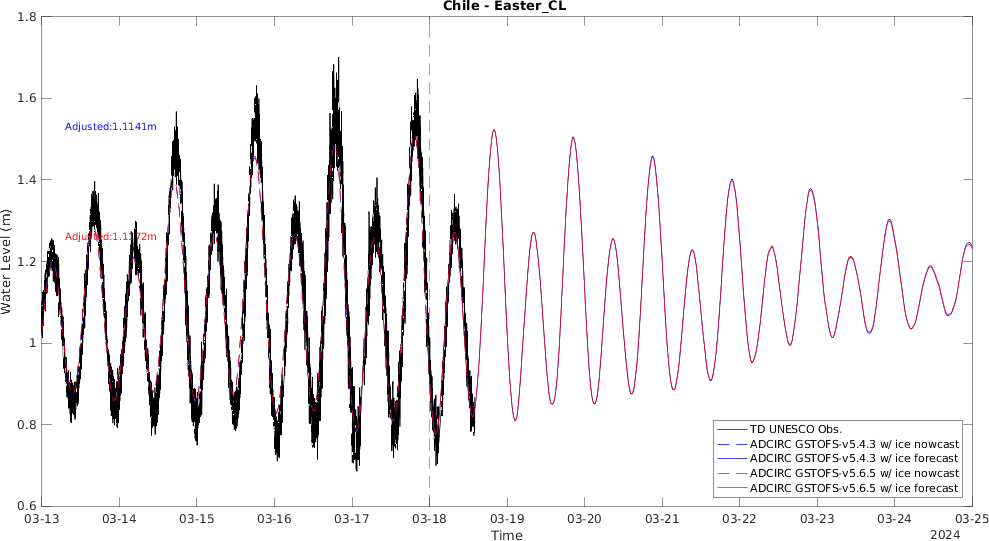 Chile - Easter_CL
1.8
1.6
1.4
1.2
1
0.8
0.6
Water Level (m)
Adjusted:1.1141m
Adjusted:1.1172m
TD UNESCO Obs.
ADCIRC GSTOFS-v5.4.3 w/ ice nowcast
ADCIRC GSTOFS-v5.4.3 w/ ice forecast
ADCIRC GSTOFS-v5.6.5 w/ ice nowcast
ADCIRC GSTOFS-v5.6.5 w/ ice forecast
03-13 03-14 03-15 03-16 03-17 03-18 03-19 03-20 03-21 03-22 03-23 03-24 03-25
Time
2024